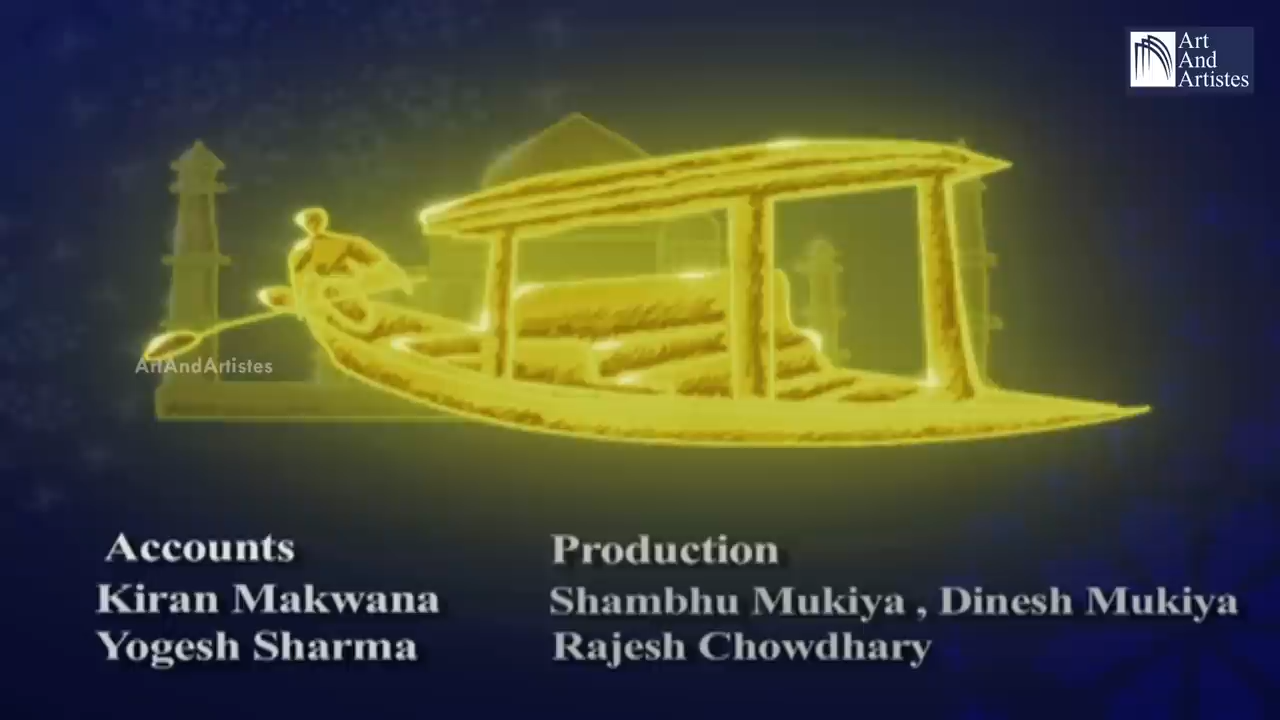 Art
And
Artistes
ArtAndArtistes
Accounts
Kiran Makwana
Yogesh Sharma
Production
Shambhu Mukiya , Dinesh Mukiya
Rajesh Chowdhary